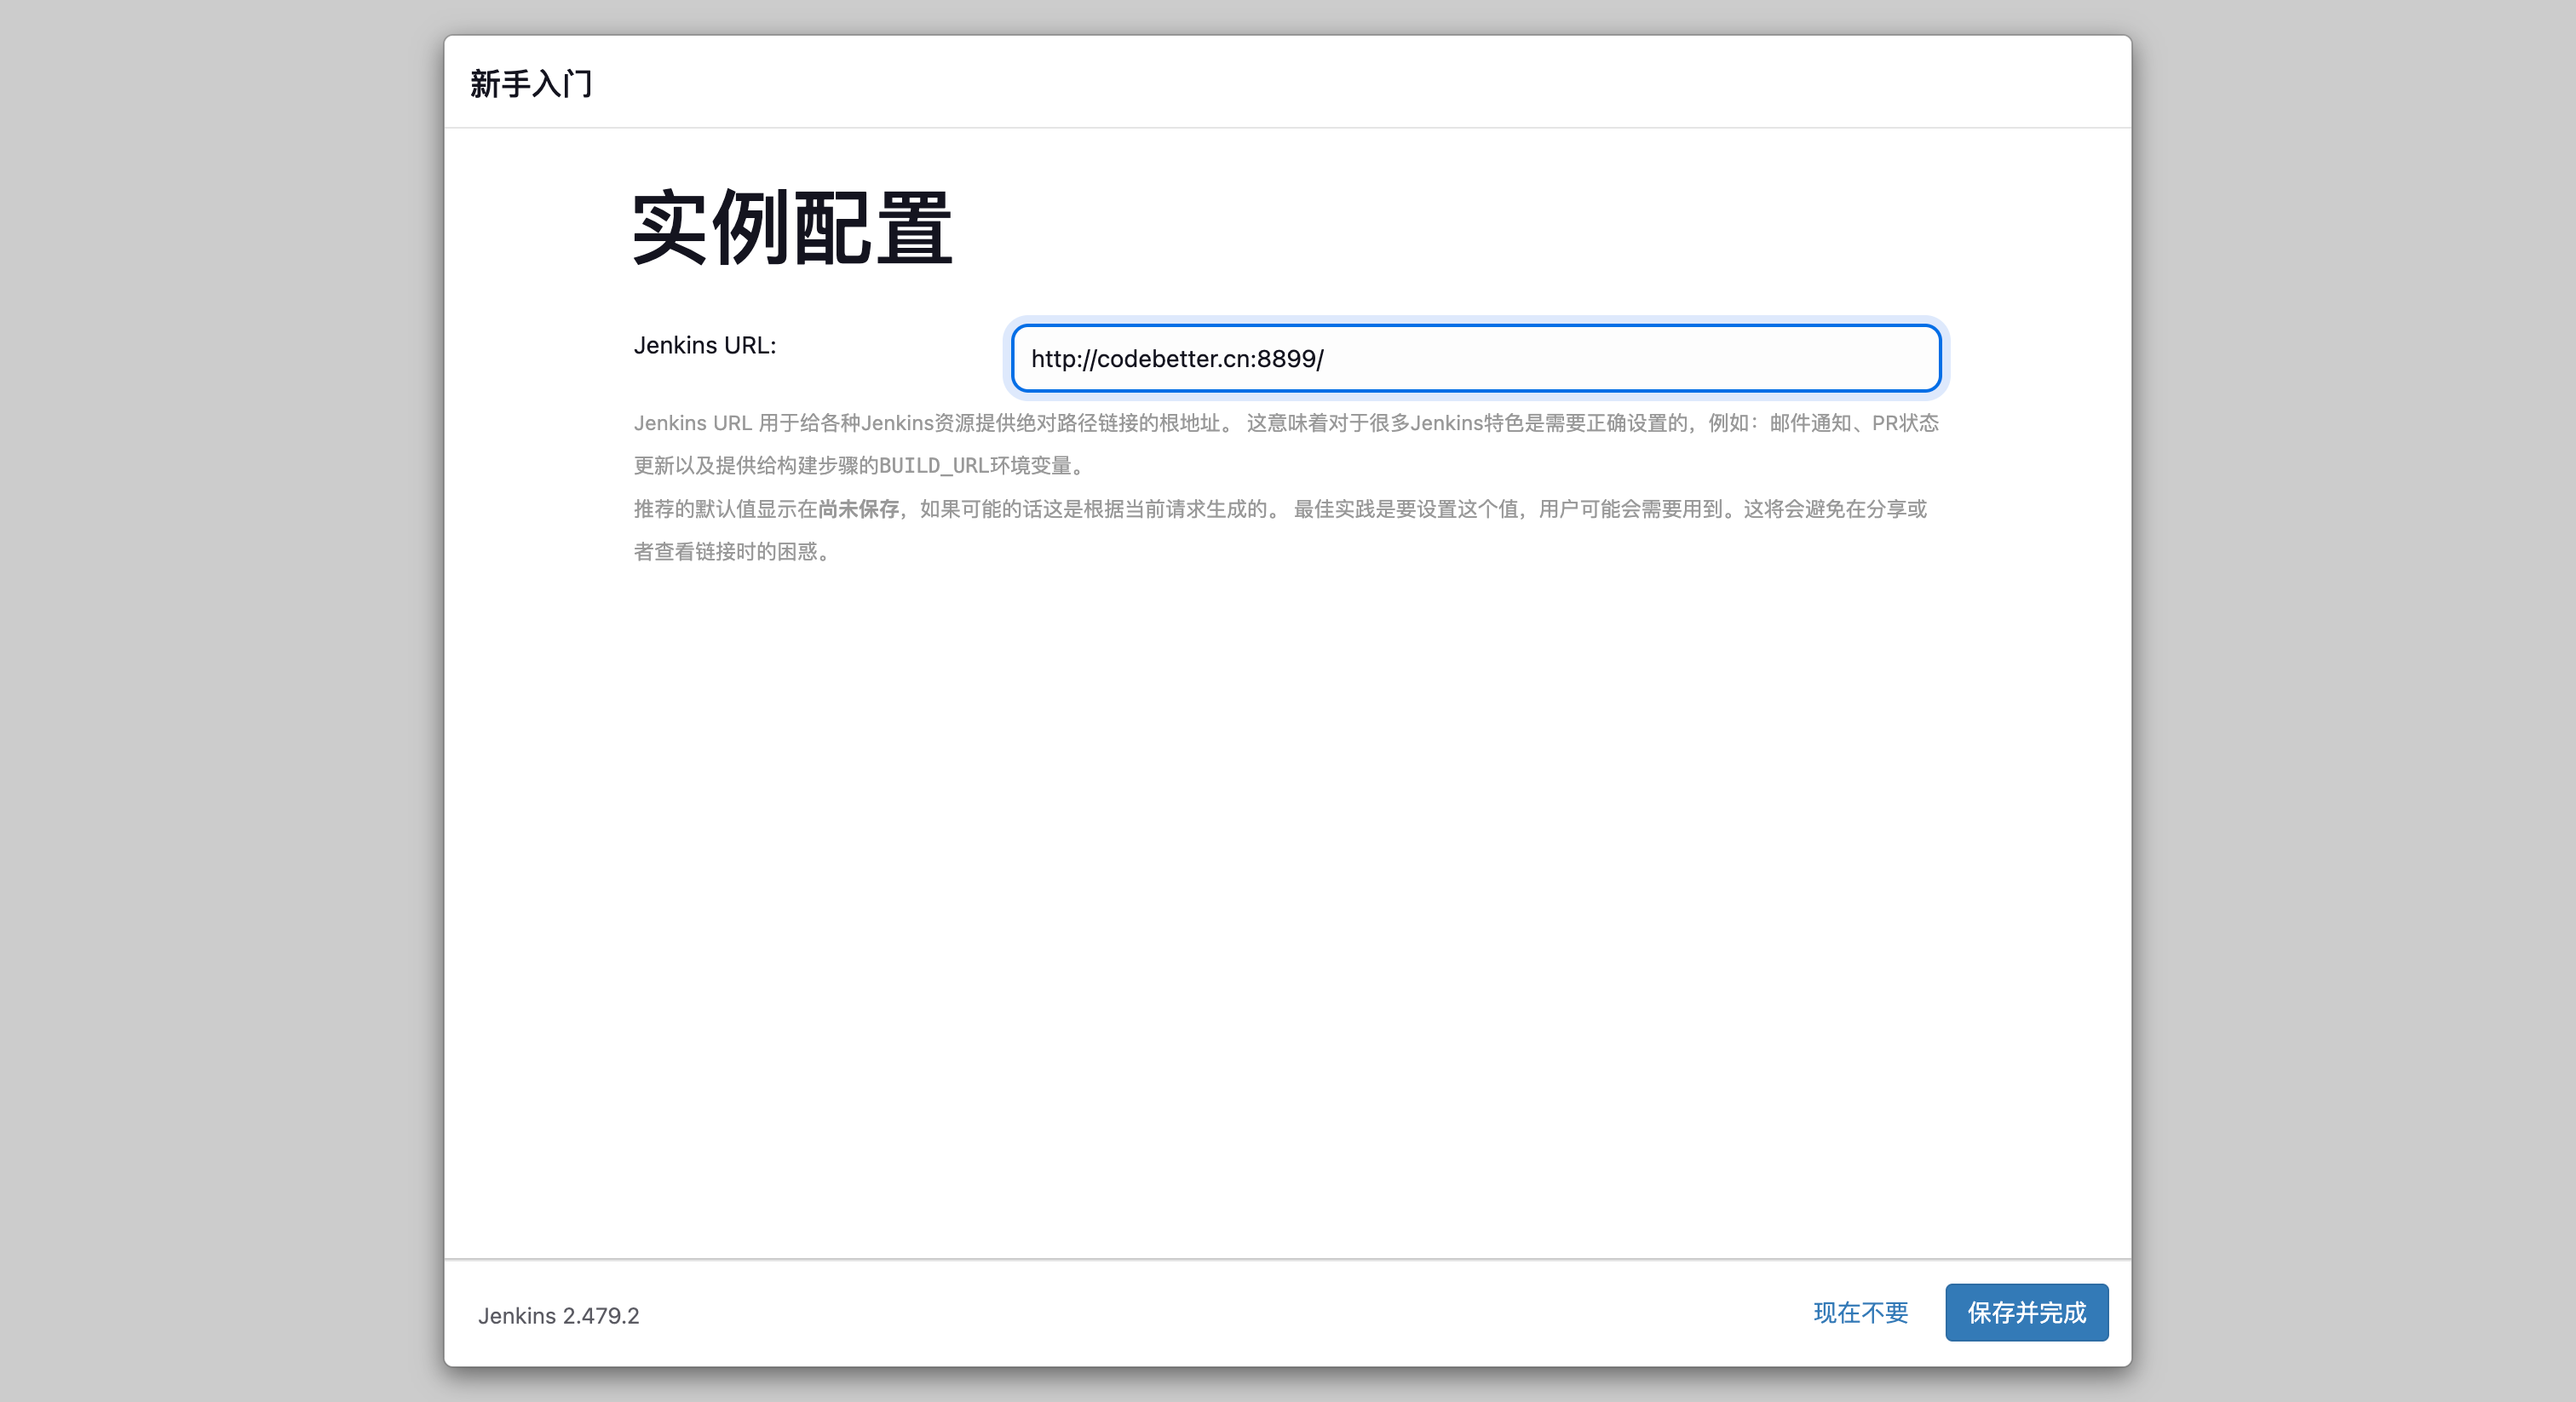 新手入门
实例配置
Jenkins URL:
http://codebetter.cn:8899/
Jenkins URL 用于给各种Jenkins资源提供绝对路径链接的根地址。 这意味着对于很多Jenkins特色是需要正确设置的，例如：邮件通知、PR状态
更新以及提供给构建步骤的BUILD_URL环境变量。
推荐的默认值显示在尚未保存，如果可能的话这是根据当前请求生成的。 最佳实践是要设置这个值，用户可能会需要用到。这将会避免在分享或
者查看链接时的困惑。
Jenkins 2.479.2
现在不要
保存并完成